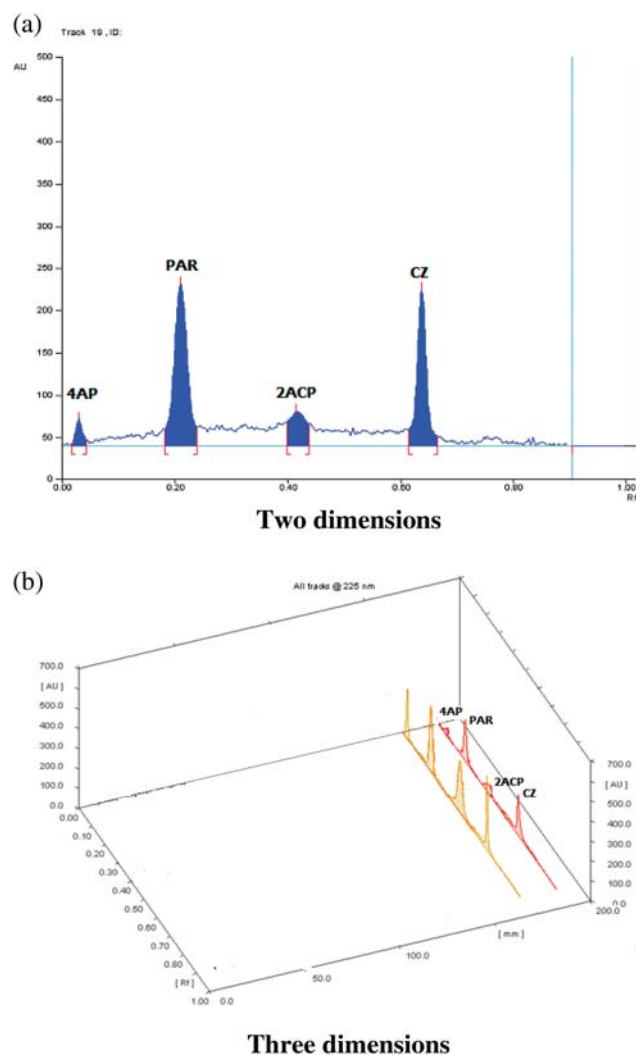 (a)
Track 19 , ID:
500
AU
450
400
350
300
250
200
150
100
50
0
PAR
CZ
4AP
2ACP
0.00 0.20 0.40 0.60 0.80 1.00
Rf
Two dimensions
(b)
All tracks @ 225 nm
700.0
[ AU ]
600.0
500.0
400.0
300.0
200.0
100.0
0.0
4AP
PAR
2ACP
CZ
700.0
[ AU ]
600.0
500.0
400.0
300.0
200.0
100.0
0.0
200.0
0.00
0.10
0.20
0.30
0.40
0.50
0.60
0.70
0.80
[ Rf ]
1.00
0.0
50.0
100.0
[ mm ]
Three dimensions